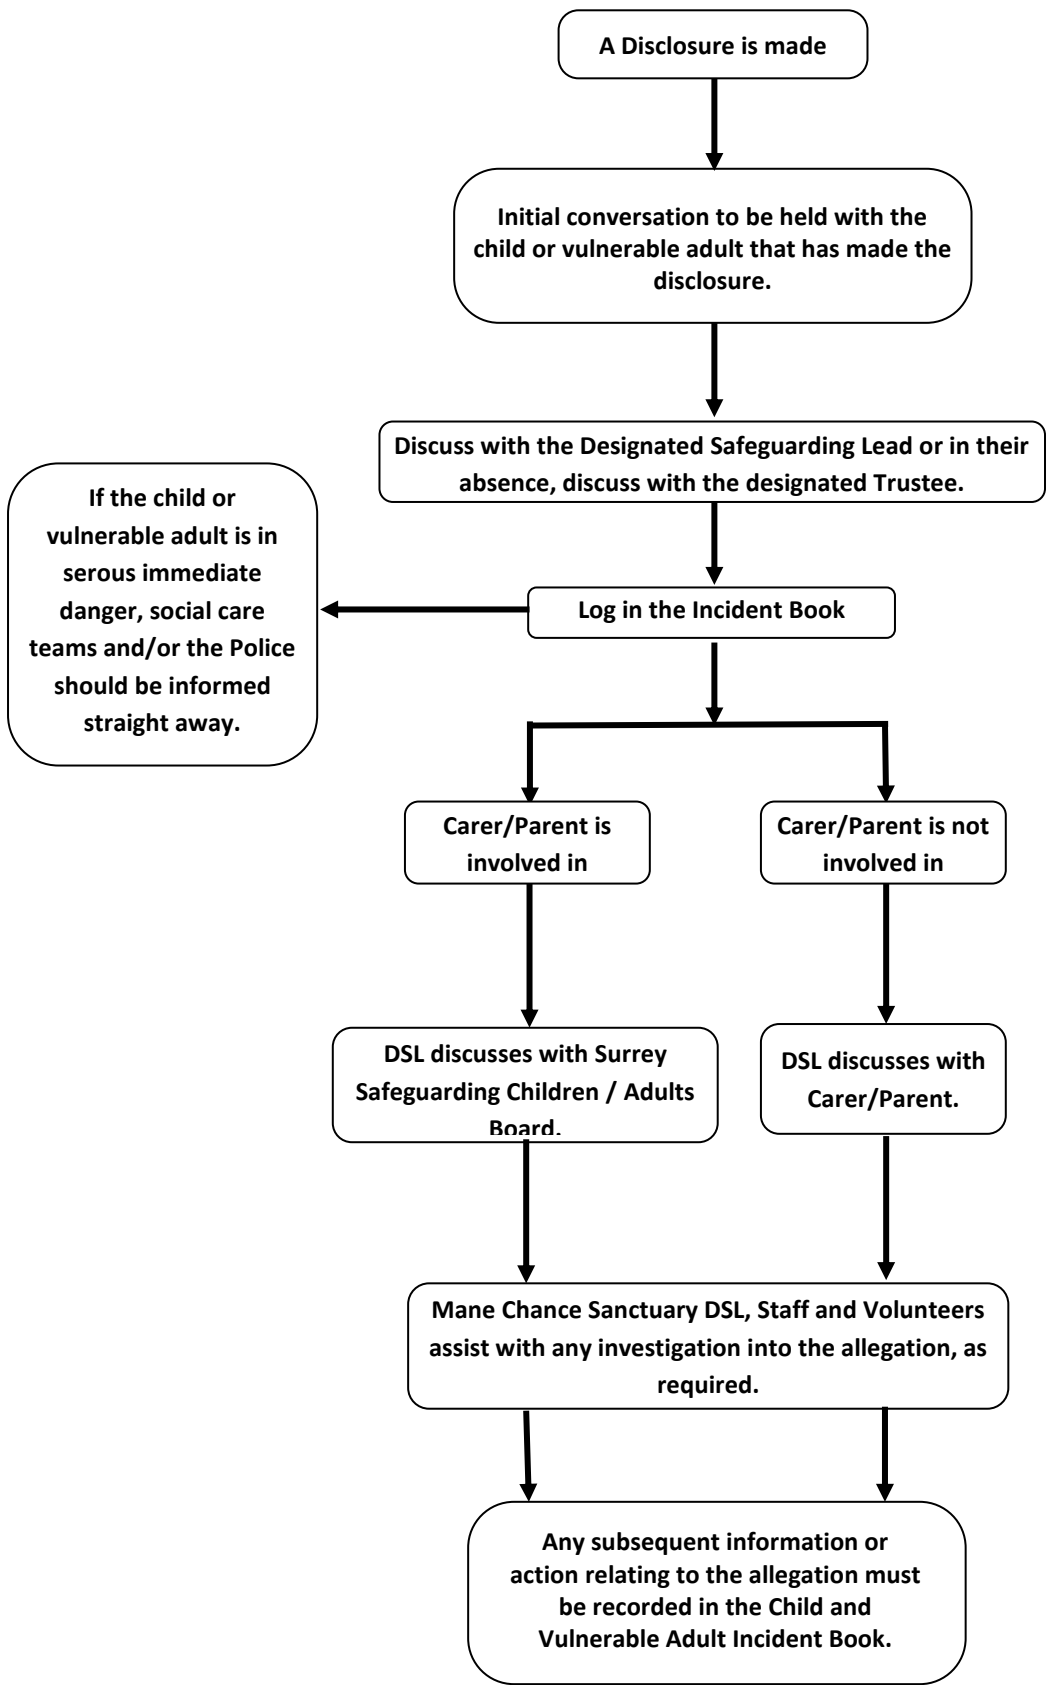 A Disclosure is made
Initial conversation to be held with the
child or vulnerable adult that has made the
disclosure.
Discuss with the Designated Safeguarding Lead or in their
absence, discuss with the designated Trustee.
If the child or
vulnerable adult is in
serous immediate
danger, social care
teams and/or the Police
should be informed
straight away.
Log in the Incident Book
Carer/Parent is
involved in
Carer/Parent is not
involved in
DSL discusses with Surrey
Safeguarding Children / Adults
Board.
DSL discusses with
Carer/Parent.
Mane Chance Sanctuary DSL, Staff and Volunteers
assist with any investigation into the allegation, as
required.
Any subsequent information or
action relating to the allegation must
be recorded in the Child and
Vulnerable Adult Incident Book.